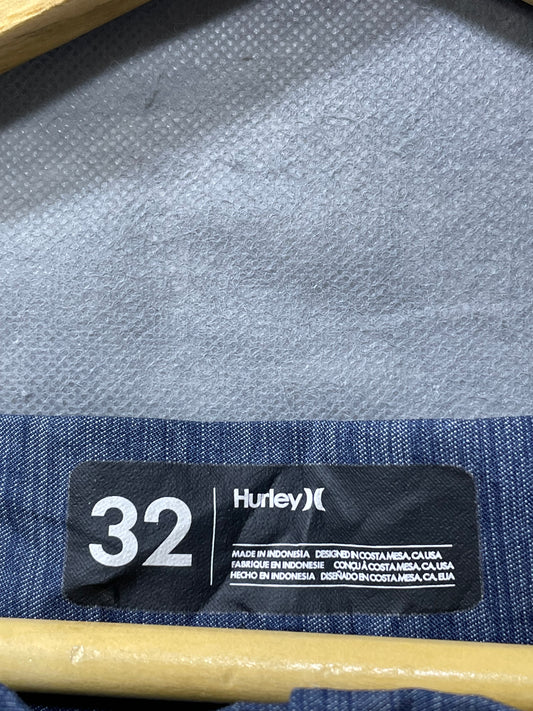 32
Hurley
MADE IN INDONESIA DESIGNED IN COSTA MESA, CA USA
FABRIQUE EN INDONESIE CONÇU À COSTA MESA, CA, USA
HECHO EN INDONESIA DISEÑADO EN COSTA MESA, CA, EUA